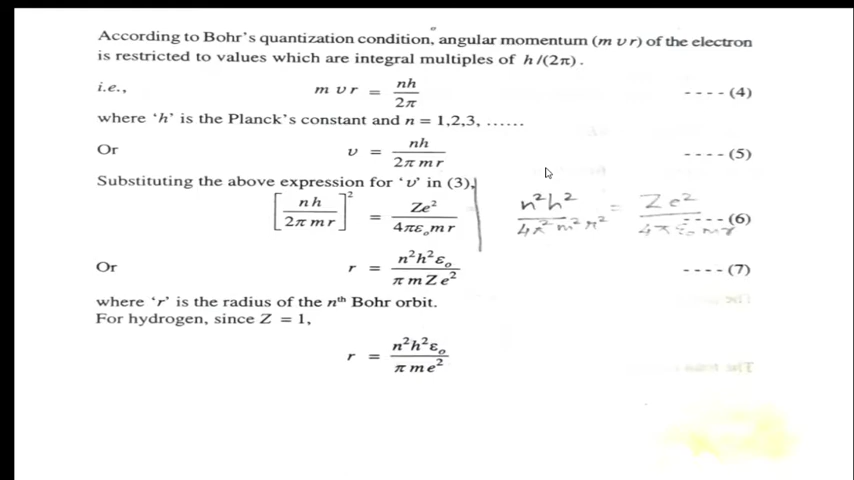 According to Bohr's quantization condition, angular momentum (m υ r) of the electron
is restricted to values which are integral multiples of h/(2π).
i.e., m υ r = nh/2π ----(4)
where 'h' is the Planck's constant and n = 1,2,3, ......
Or υ = nh/2π mr ----(5)
Substituting the above expression for 'υ' in (3),
[nh/2π mr]² = Ze²/4πε₀mr ----(6)
n²h²/4π²m²r² = Ze²/4πε₀mr
Or r = n²h²ε₀/π m Z e² ----(7)
where 'r' is the radius of the nᵗʰ Bohr orbit.
For hydrogen, since Z = 1,
r = n²h²ε₀/π m e²